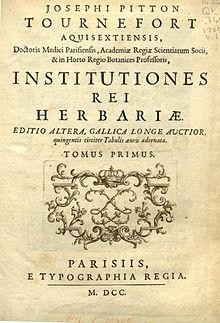 JOSEPHI PITTON
TOURNEFORT
AQUISEXTIENSIS,
Doctoris Medici Parisiensis, Academiæ Regiæ Scientiarum Socii,
& in Horto Regio Botanices Professoris,
INSTITUTIONES
REI
HERBARIÆ.
EDITIO ALTERA, GALLICA LONGE AUCTIOR,
quingentis circiter Tabulis æneis adornata.
TOMUS PRIMUS.
PARISIIS,
E TYPOGRAPHIA REGIA.
M. DCC.